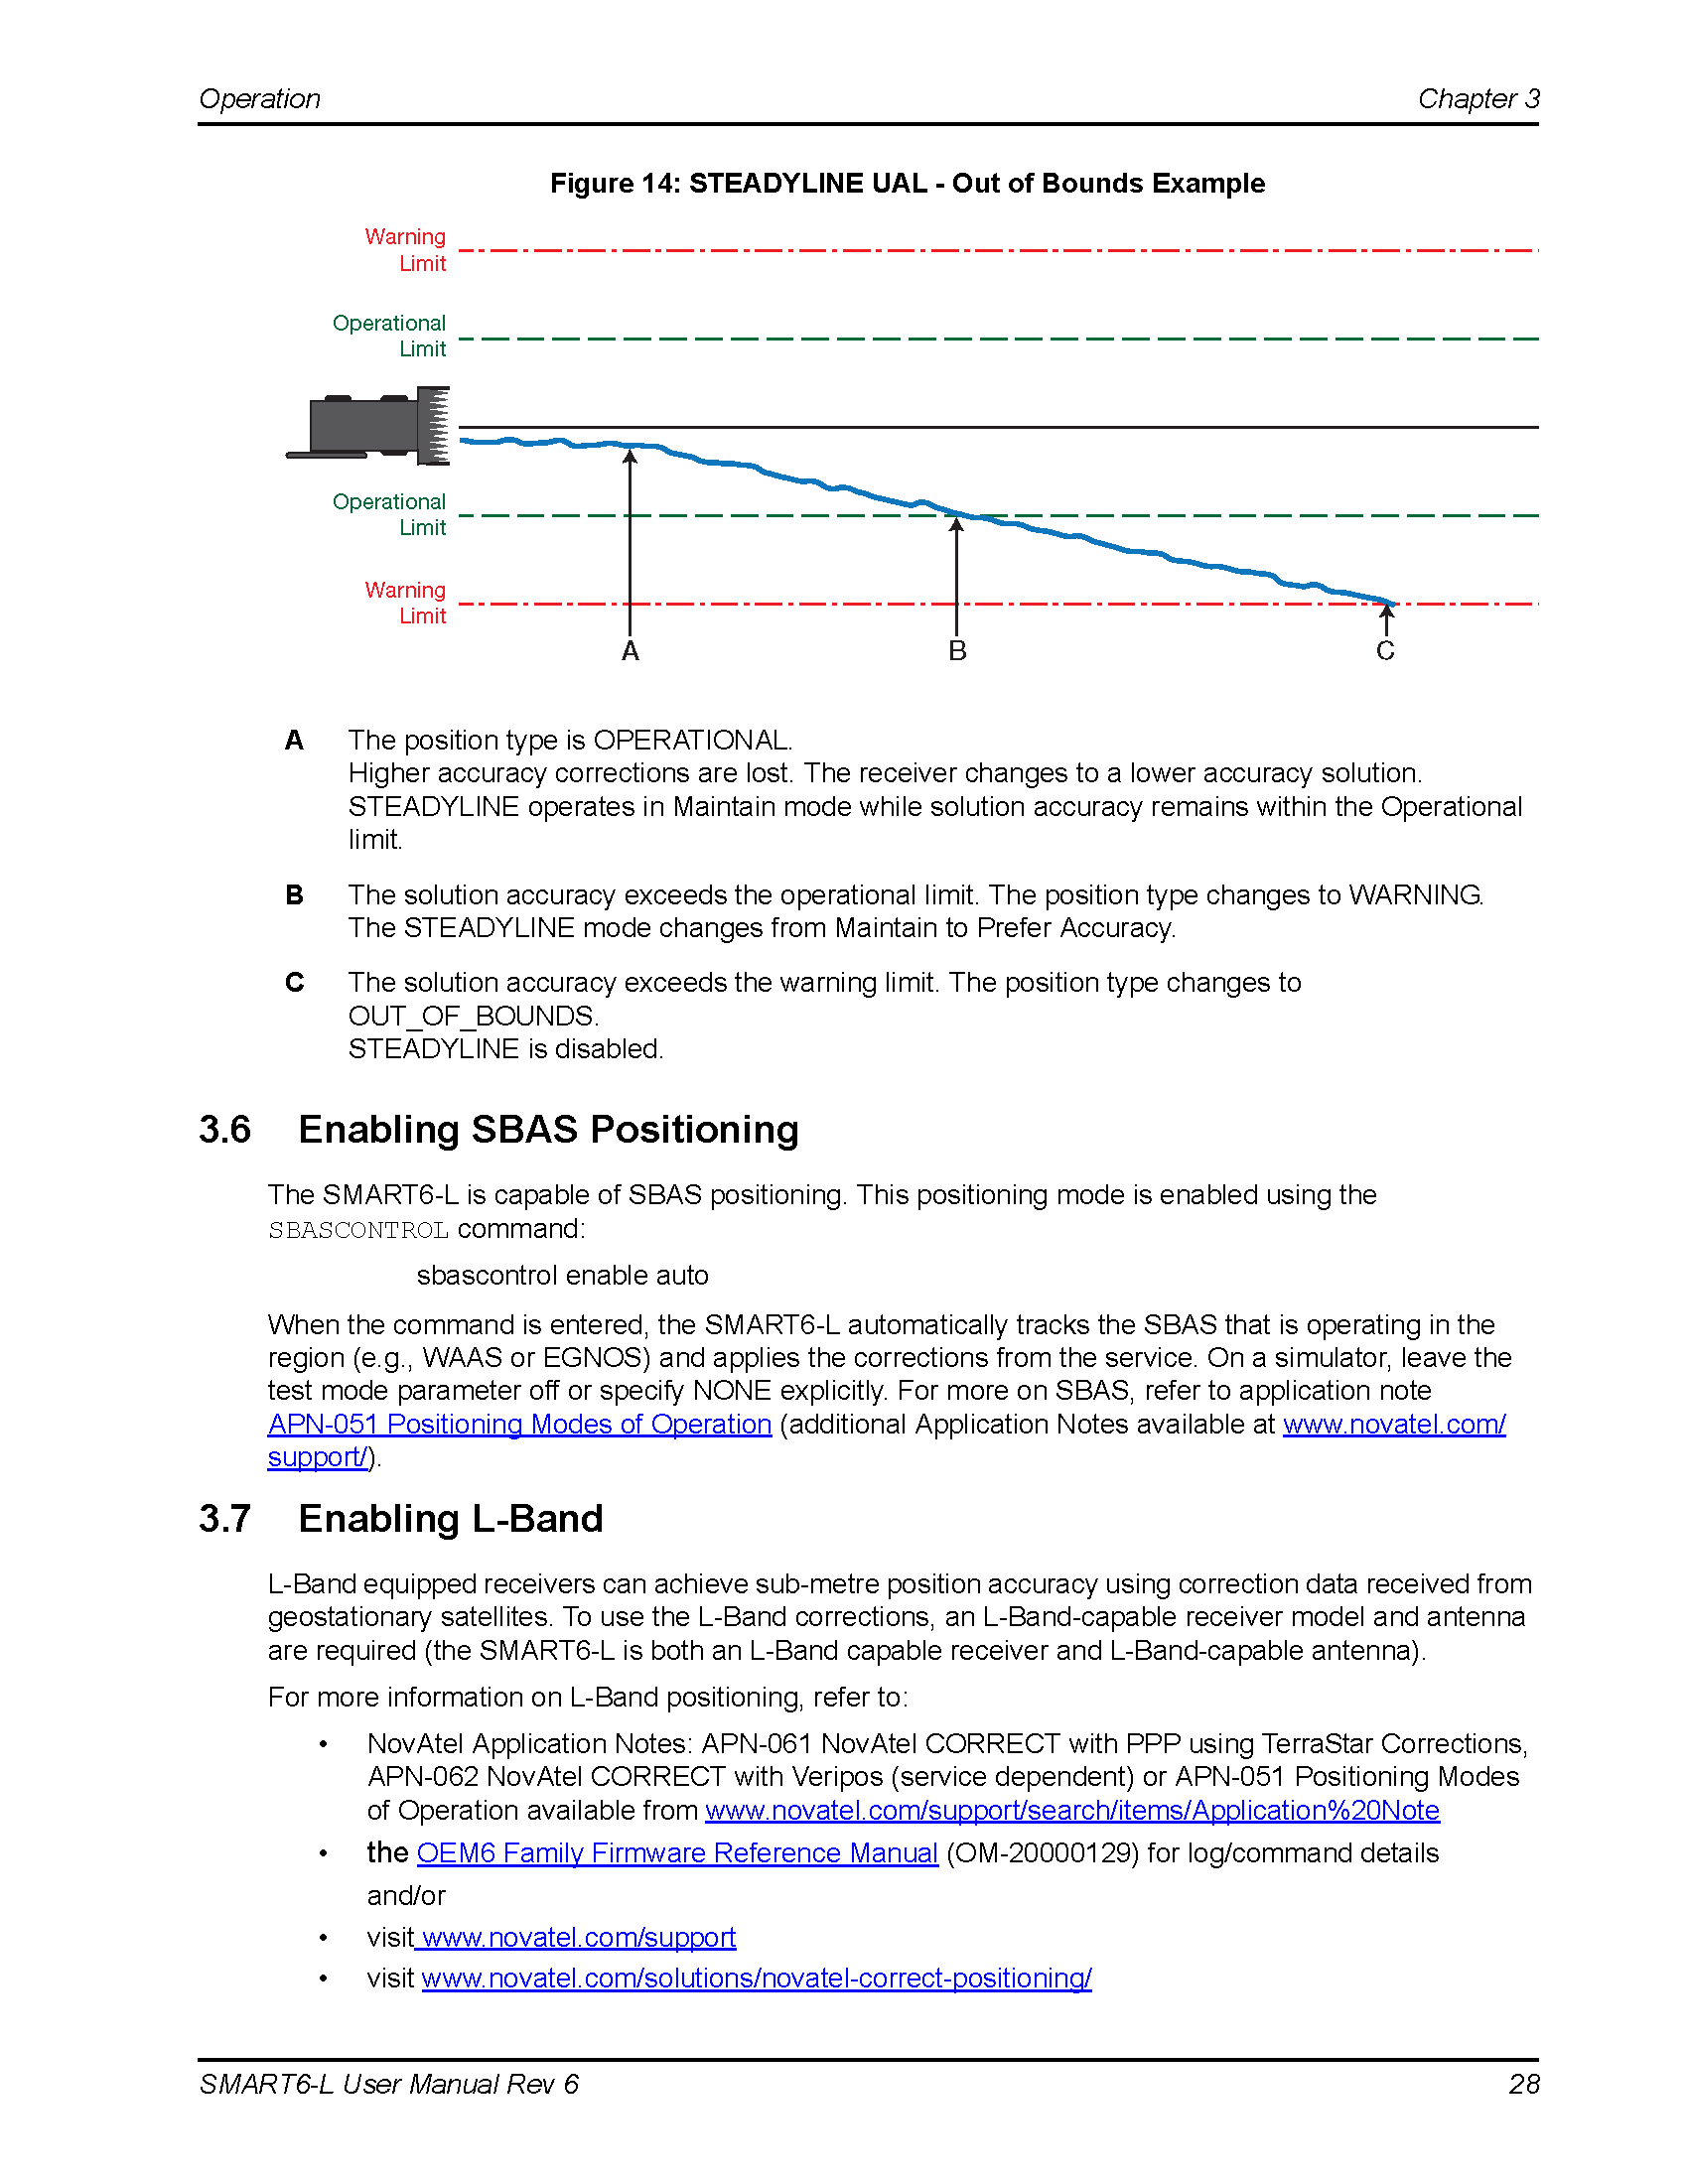 Operation Chapter 3
Figure 14: STEADYLINE UAL - Out of Bounds Example
Warning
Limit
Operational
Limit
Operational
Limit
Warning
Limit
A B C
A The position type is OPERATIONAL.
Higher accuracy corrections are lost. The receiver changes to a lower accuracy solution.
STEADYLINE operates in Maintain mode while solution accuracy remains within the Operational
limit.
B The solution accuracy exceeds the operational limit. The position type changes to WARNING.
The STEADYLINE mode changes from Maintain to Prefer Accuracy.
C The solution accuracy exceeds the warning limit. The position type changes to
OUT_OF_BOUNDS.
STEADYLINE is disabled.
3.6 Enabling SBAS Positioning
The SMART6-L is capable of SBAS positioning. This positioning mode is enabled using the
SBASCONTROL command:
sbascontrol enable auto
When the command is entered, the SMART6-L automatically tracks the SBAS that is operating in the
region (e.g., WAAS or EGNOS) and applies the corrections from the service. On a simulator, leave the
test mode parameter off or specify NONE explicitly. For more on SBAS, refer to application note
APN-051 Positioning Modes of Operation (additional Application Notes available at www.novatel.com/
support/).
3.7 Enabling L-Band
L-Band equipped receivers can achieve sub-metre position accuracy using correction data received from
geostationary satellites. To use the L-Band corrections, an L-Band-capable receiver model and antenna
are required (the SMART6-L is both an L-Band capable receiver and L-Band-capable antenna).
For more information on L-Band positioning, refer to:
• NovAtel Application Notes: APN-061 NovAtel CORRECT with PPP using TerraStar Corrections,
APN-062 NovAtel CORRECT with Veripos (service dependent) or APN-051 Positioning Modes
of Operation available from www.novatel.com/support/search/items/Application%20Note
• the OEM6 Family Firmware Reference Manual (OM-20000129) for log/command details
and/or
• visit www.novatel.com/support
• visit www.novatel.com/solutions/novatel-correct-positioning/
SMART6-L User Manual Rev 6 28